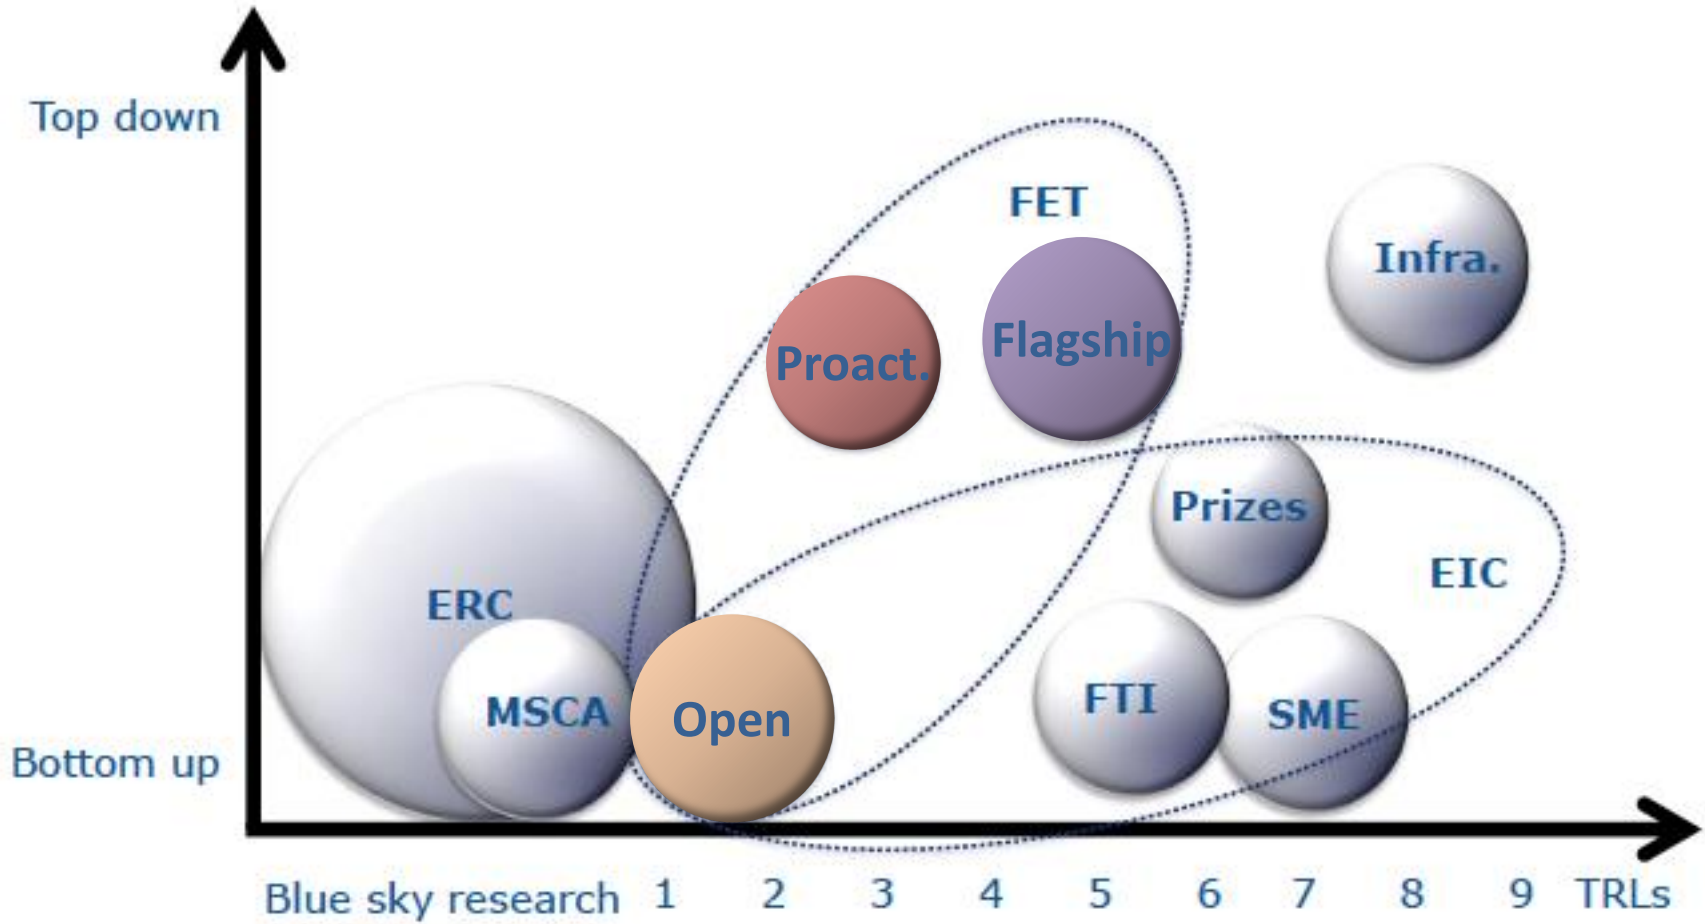 Top down
FET
Infra.
Flagship
Proact.
Prizes
EIC
ERC
MSCA
Open
FTI
SME
Bottom up
Blue sky research 1 2 3 4 5 6 7 8 9 TRLs